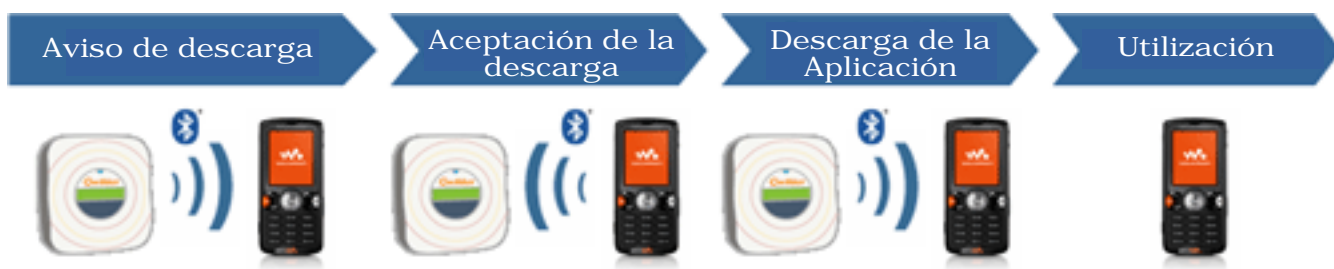 Aviso de descarga
Aceptación de la
descarga
Descarga de la
Aplicación
Utilización